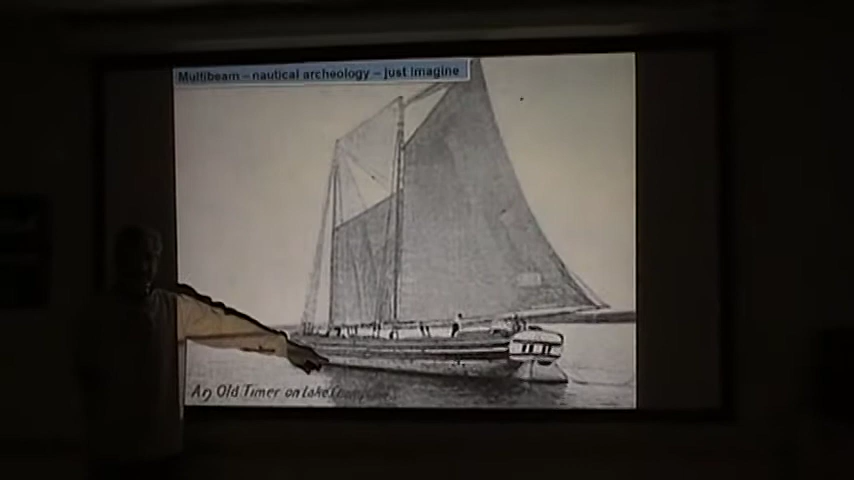 Multibeam – nautical archeology – just imagine
An Old Timer on Lake